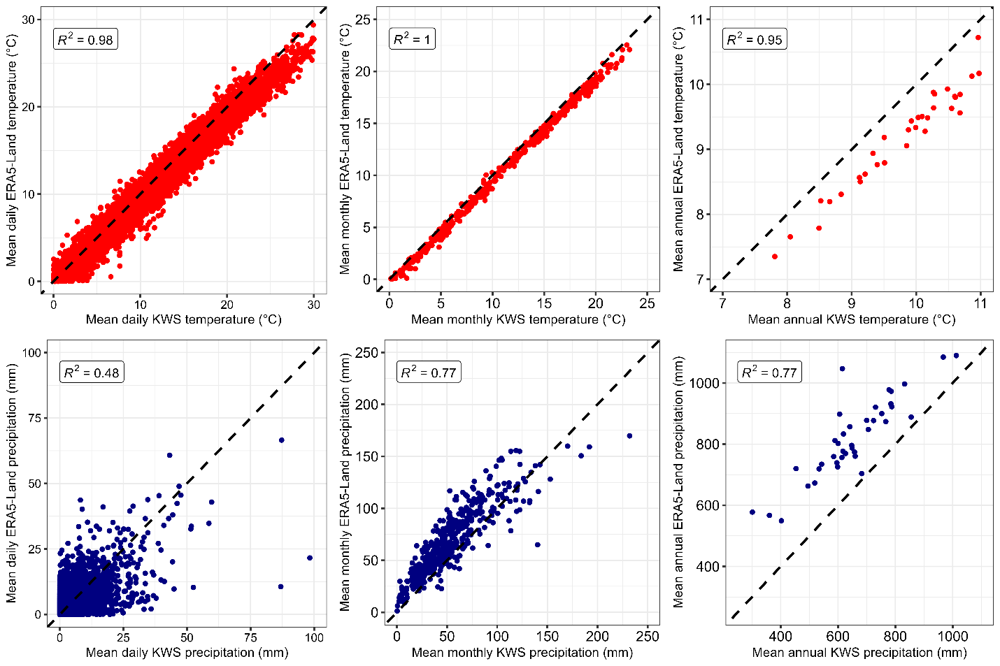 Mean daily ERA5-Land temperature (°C)
30
20
10
0
R² = 0.98
0 10 20 30
Mean daily KWS temperature (°C)
Mean monthly ERA5-Land temperature (°C)
25
20
15
10
5
0
R² = 1
0 5 10 15 20 25
Mean monthly KWS temperature (°C)
Mean annual ERA5-Land temperature (°C)
11
10
9
8
7
R² = 0.95
7 8 9 10 11
Mean annual KWS temperature (°C)
Mean daily ERA5-Land precipitation (mm)
100
75
50
25
0
R² = 0.48
0 25 50 75 100
Mean daily KWS precipitation (mm)
Mean monthly ERA5-Land precipitation (mm)
250
200
150
100
50
0
R² = 0.77
0 50 100 150 200 250
Mean monthly KWS precipitation (mm)
Mean annual ERA5-Land precipitation (mm)
1000
800
600
400
R² = 0.77
400 600 800 1000
Mean annual KWS precipitation (mm)